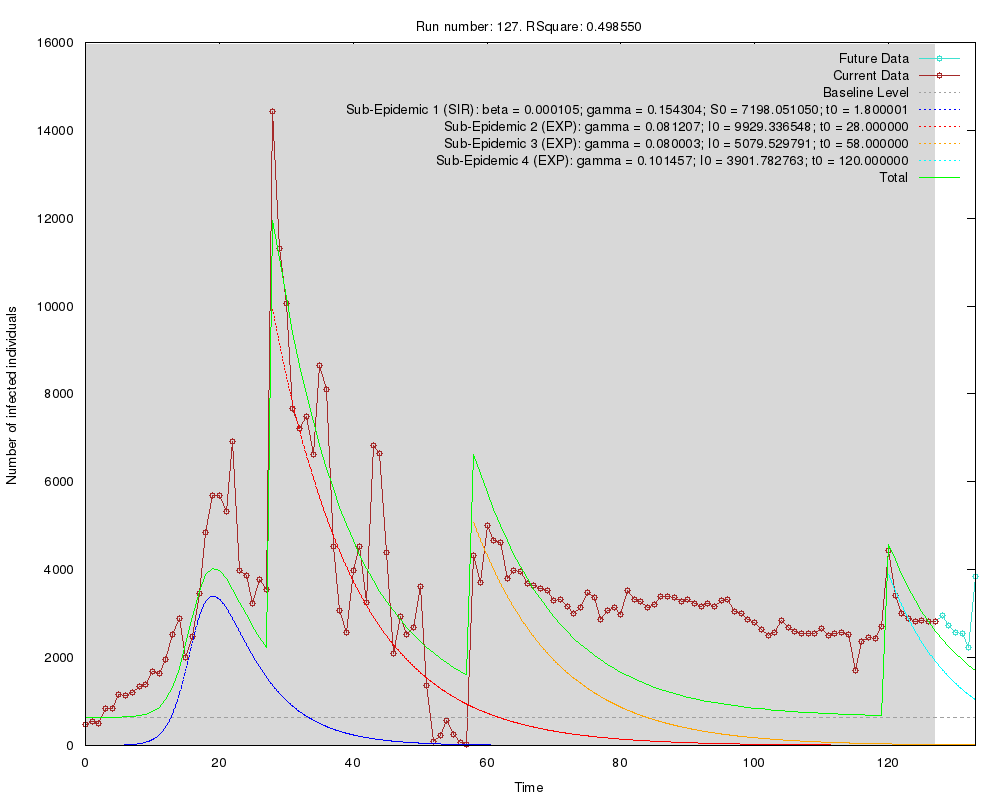 Run number: 127. RSquare: 0.498550
16000
14000
12000
10000
8000
6000
4000
2000
0
Number of infected individuals
Future Data
Current Data
Baseline Level
Sub-Epidemic 1 (SIR): beta = 0.000105; gamma = 0.154304; S0 = 7198.051050; t0 = 1.800001
Sub-Epidemic 2 (EXP): gamma = 0.081207; I0 = 9929.336548; t0 = 28.000000
Sub-Epidemic 3 (EXP): gamma = 0.080003; I0 = 5079.529791; t0 = 58.000000
Sub-Epidemic 4 (EXP): gamma = 0.101457; I0 = 3901.782763; t0 = 120.000000
Total
0 20 40 60 80 100 120
Time